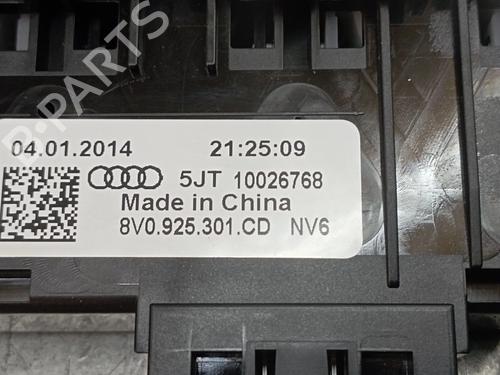 B-PARTS
04.01.2014 21:25:09
5JT 10026768
Made in China
8V0.925.301.CD NV6